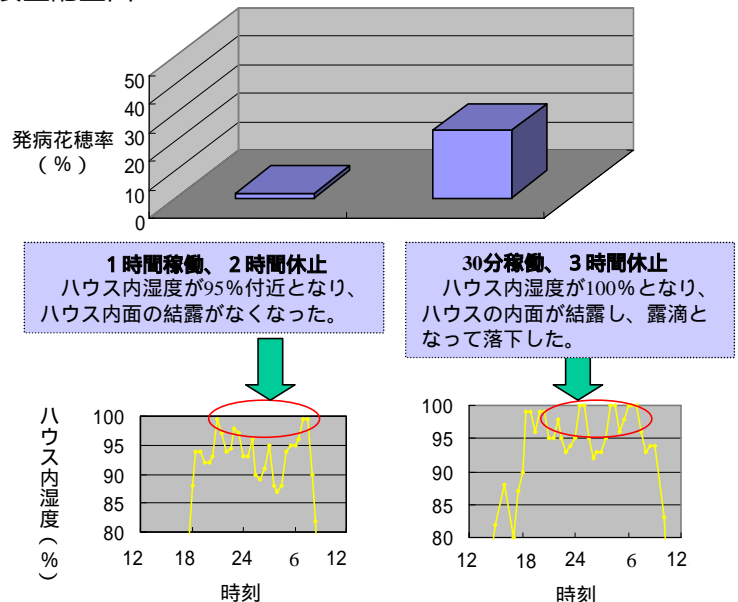 50
40
30
20
10
0
発病花穂率
(%)
1時間稼働、2時間休止
ハウス内湿度が95%付近となり、
ハウス内面の結露がなくなった。
30分稼働、3時間休止
ハウス内湿度が100%となり、
ハウスの内面が結露し、露滴と
なって落下した。
ハウス内湿度(%)
100
95
90
85
80
12 18 24 6 12
時刻
100
95
90
85
80
12 18 24 6 12
時刻